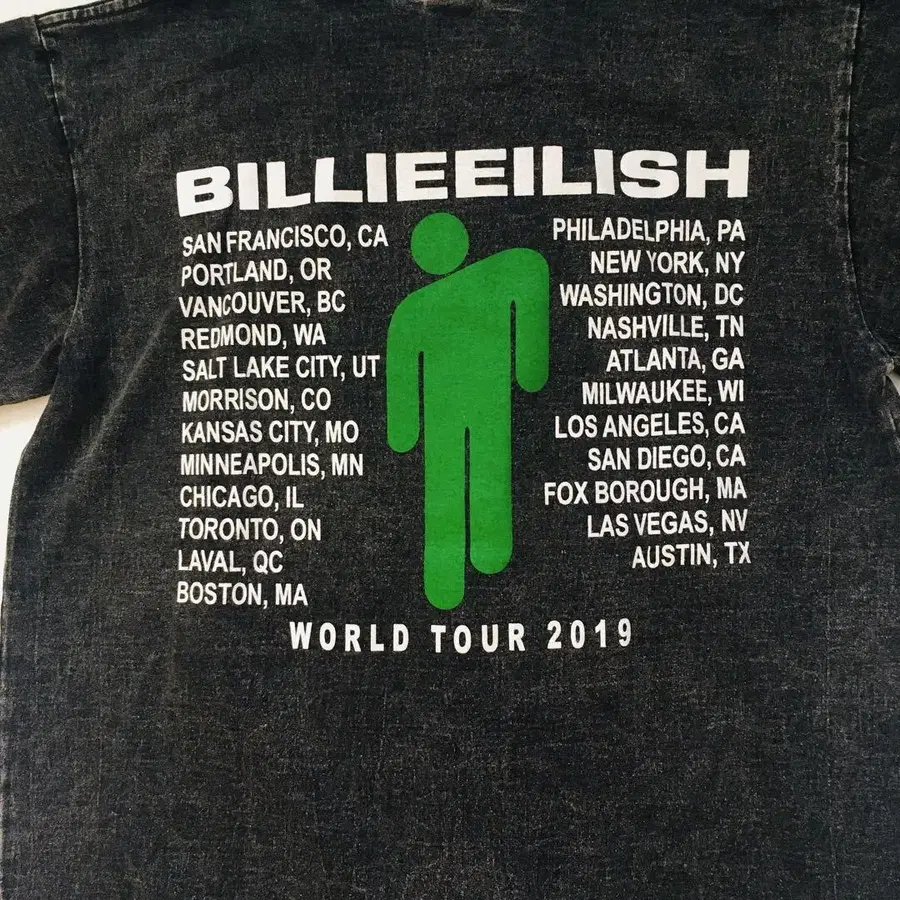 BILLIEEILISH
SAN FRANCISCO, CA
PORTLAND, OR
VANCOUVER, BC
REDMOND, WA
SALT LAKE CITY, UT
MORRISON, CO
KANSAS CITY, MO
MINNEAPOLIS, MN
CHICAGO, IL
TORONTO, ON
LAVAL, QC
BOSTON, MA
PHILADELPHIA, PA
NEW YORK, NY
WASHINGTON, DC
NASHVILLE, TN
ATLANTA, GA
MILWAUKEE, WI
LOS ANGELES, CA
SAN DIEGO, CA
FOX BOROUGH, MA
LAS VEGAS, NV
AUSTIN, TX
WORLD TOUR 2019